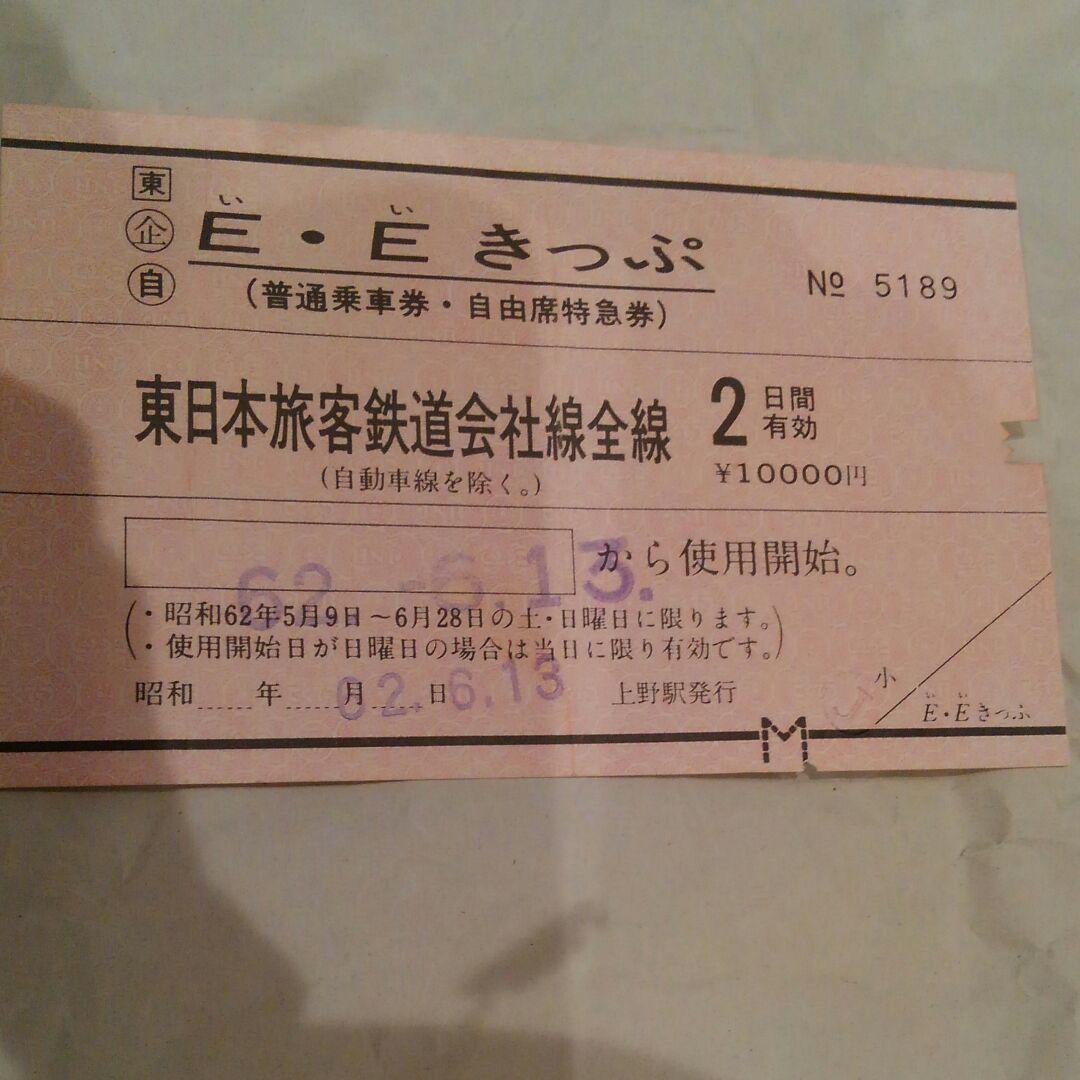 東
企
自
い い
E・Eきっぷ
(普通乗車券・自由席特急券)
№ 5189
東日本旅客鉄道会社線全線
(自動車線を除く。)
2日間有効
¥10000円
62.-6.13.
から使用開始。
・昭和62年5月9日~6月28日の土・日曜日に限ります。
・使用開始日が日曜日の場合は当日に限り有効です。
昭和 年 月 日
62.-6.13
上野駅発行
小
い い
E・Eきっぷ
M